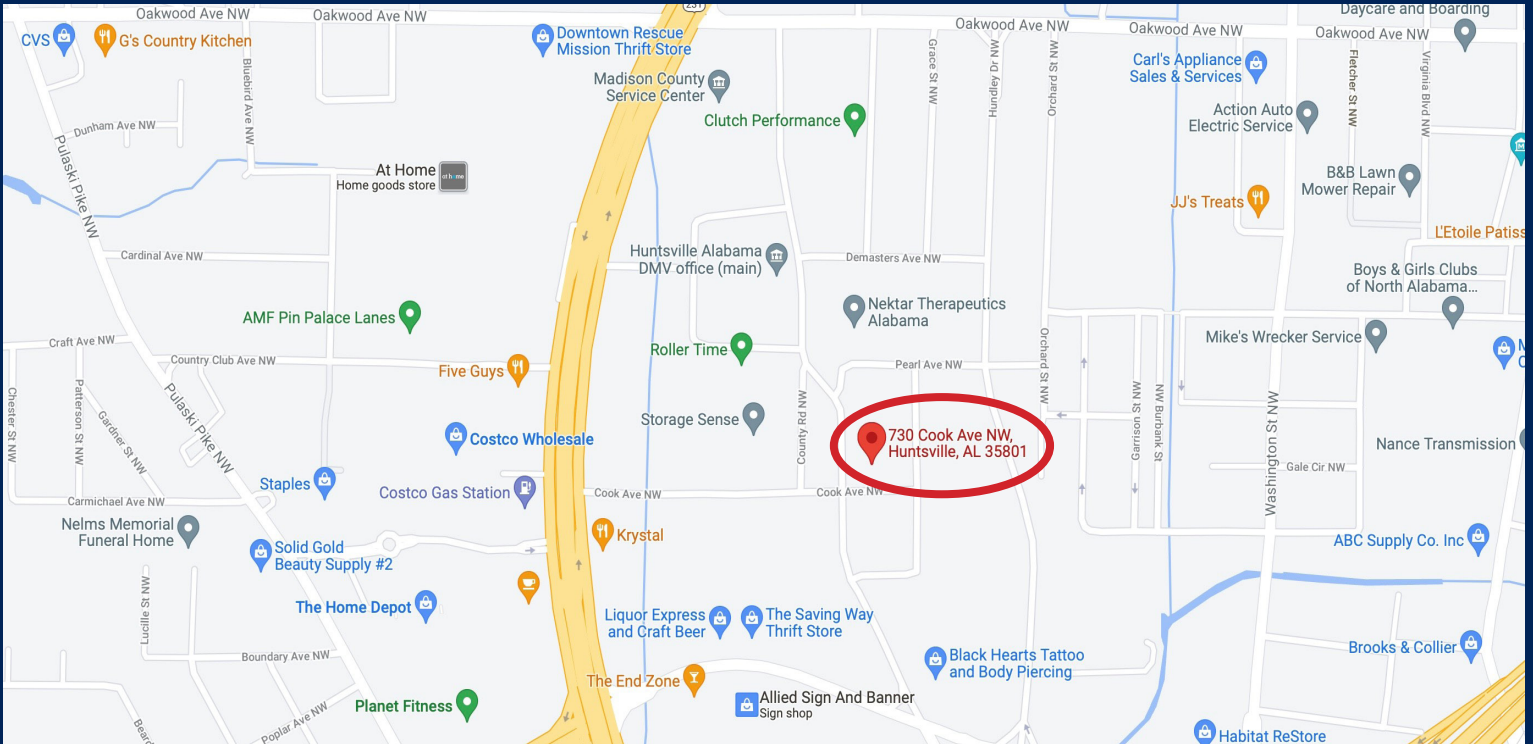 Oakwood Ave NW
Oakwood Ave NW
231
Oakwood Ave NW
Oakwood Ave NW
Oakwood Ave NW
Daycare and Boarding
CVS
G's Country Kitchen
Downtown Rescue
Mission Thrift Store
Madison County
Service Center
Clutch Performance
Carl's Appliance
Sales & Services
Action Auto
Electric Service
B&B Lawn
Mower Repair
JJ's Treats
L'Etoile Patiss
Bluebird Ave NW
Grace St NW
Hundley Dr NW
Orchard St NW
Fletcher St NW
Virginia Blvd NW
Dunham Ave NW
Pulaski Pike NW
At Home
Home goods store
at home
Cardinal Ave NW
Huntsville Alabama
DMV office (main)
Demasters Ave NW
Boys & Girls Clubs
of North Alabama...
AMF Pin Palace Lanes
Nektar Therapeutics
Alabama
Mike's Wrecker Service
Craft Ave NW
Country Club Ave NW
Five Guys
Roller Time
Pearl Ave NW
Orchard St NW
Chester St NW
Patterson St NW
Gardner St NW
Pulaski Pike NW
Storage Sense
County Rd NW
730 Cook Ave NW,
Huntsville, AL 35801
Garrison St NW
NW Burbank St
Washington St NW
Nance Transmission
Costco Wholesale
Gale Cir NW
Staples
Costco Gas Station
Cook Ave NW
Cook Ave NW
Carmichael Ave NW
Nelms Memorial
Funeral Home
Krystal
ABC Supply Co. Inc
Solid Gold
Beauty Supply #2
Lucille St NW
The Home Depot
Liquor Express
and Craft Beer
The Saving Way
Thrift Store
Boundary Ave NW
Black Hearts Tattoo
and Body Piercing
Brooks & Collier
The End Zone
Planet Fitness
Allied Sign And Banner
Sign shop
Poplar Ave NW
Beard
Habitat ReStore